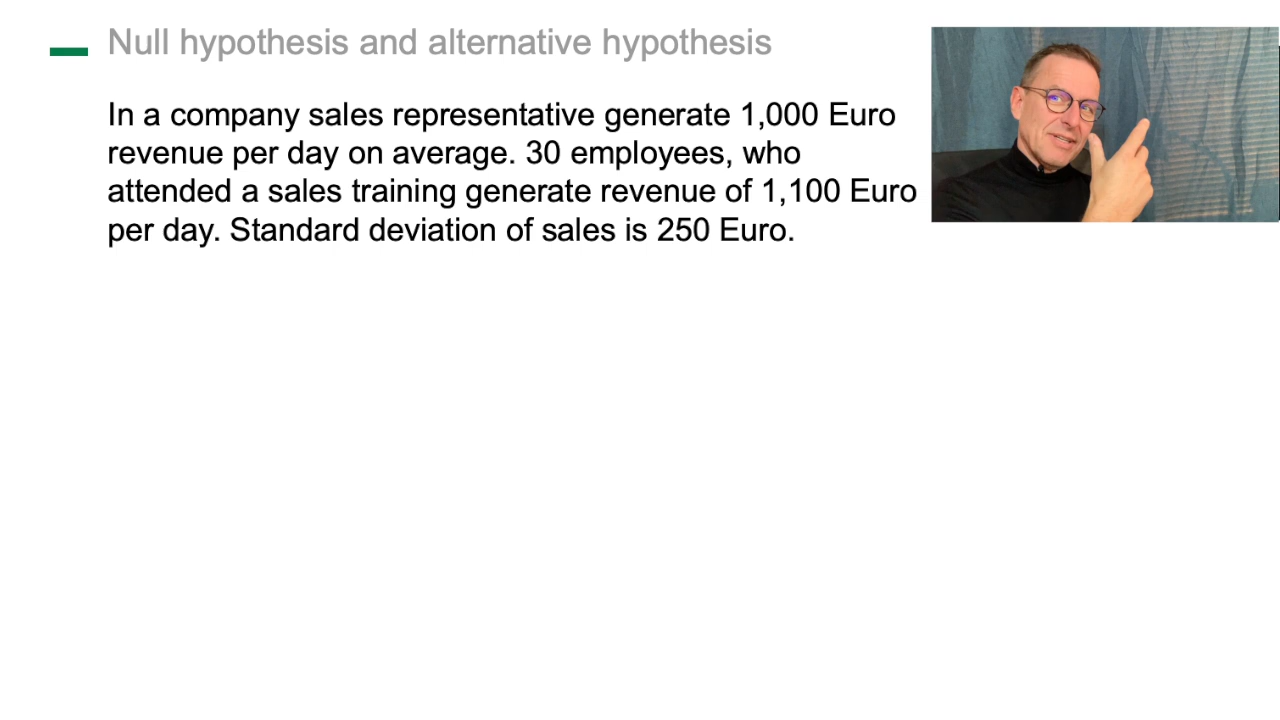 Null hypothesis and alternative hypothesis
In a company sales representative generate 1,000 Euro
revenue per day on average. 30 employees, who
attended a sales training generate revenue of 1,100 Euro
per day. Standard deviation of sales is 250 Euro.